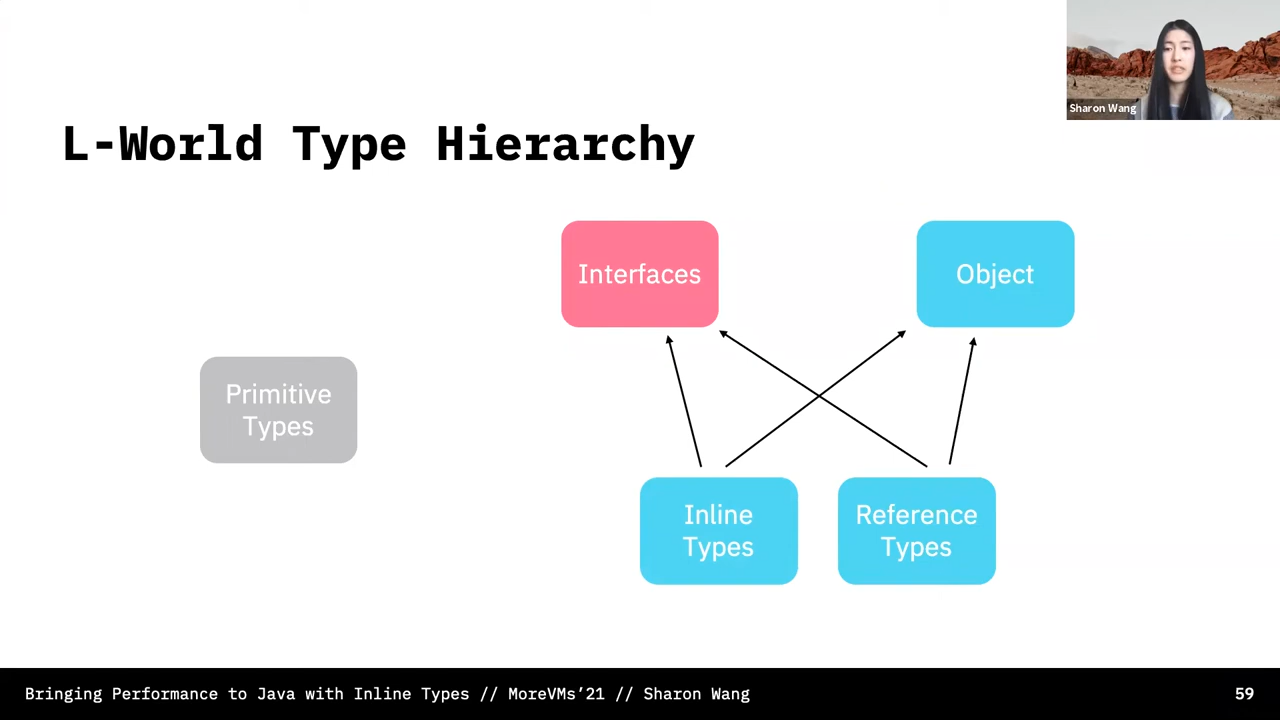 Sharon Wang
L-World Type Hierarchy
Interfaces
Object
Primitive
Types
Inline
Types
Reference
Types
Bringing Performance to Java with Inline Types // MoreVMs’21 // Sharon Wang
59